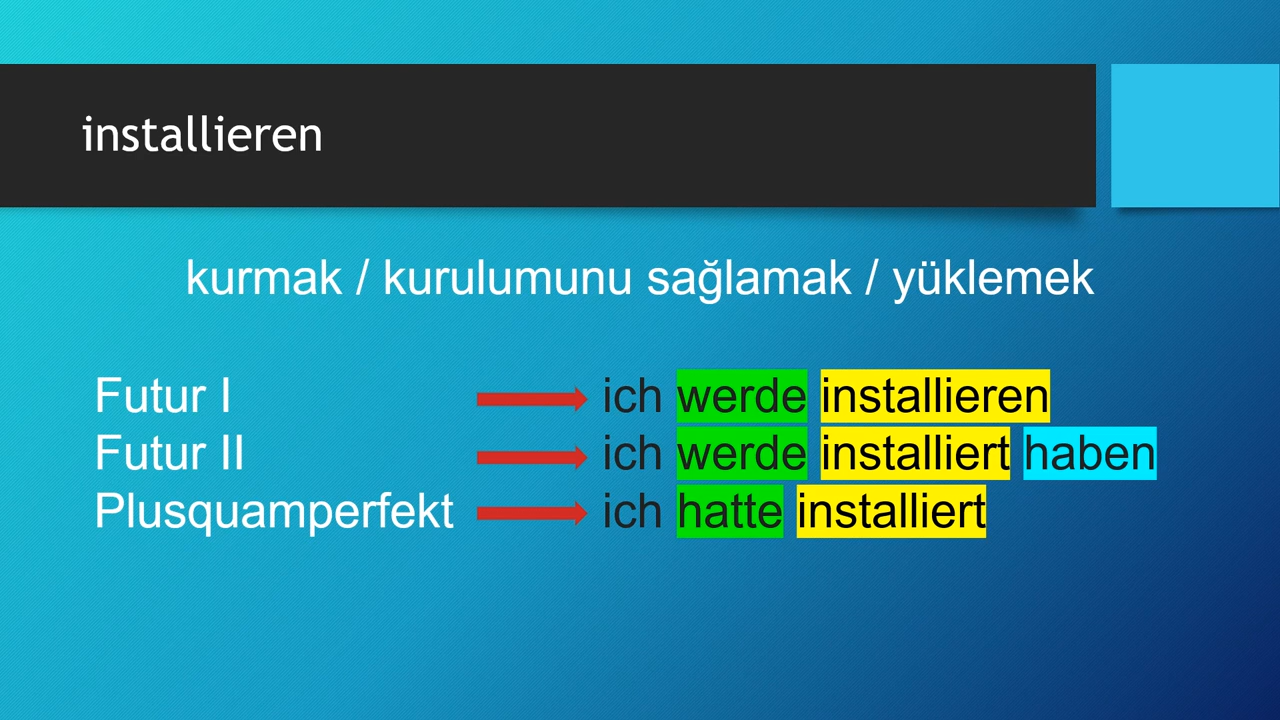 installieren
kurmak / kurulumunu sağlamak / yüklemek
Futur I ich werde installieren
Futur II ich werde installiert haben
Plusquamperfekt ich hatte installiert